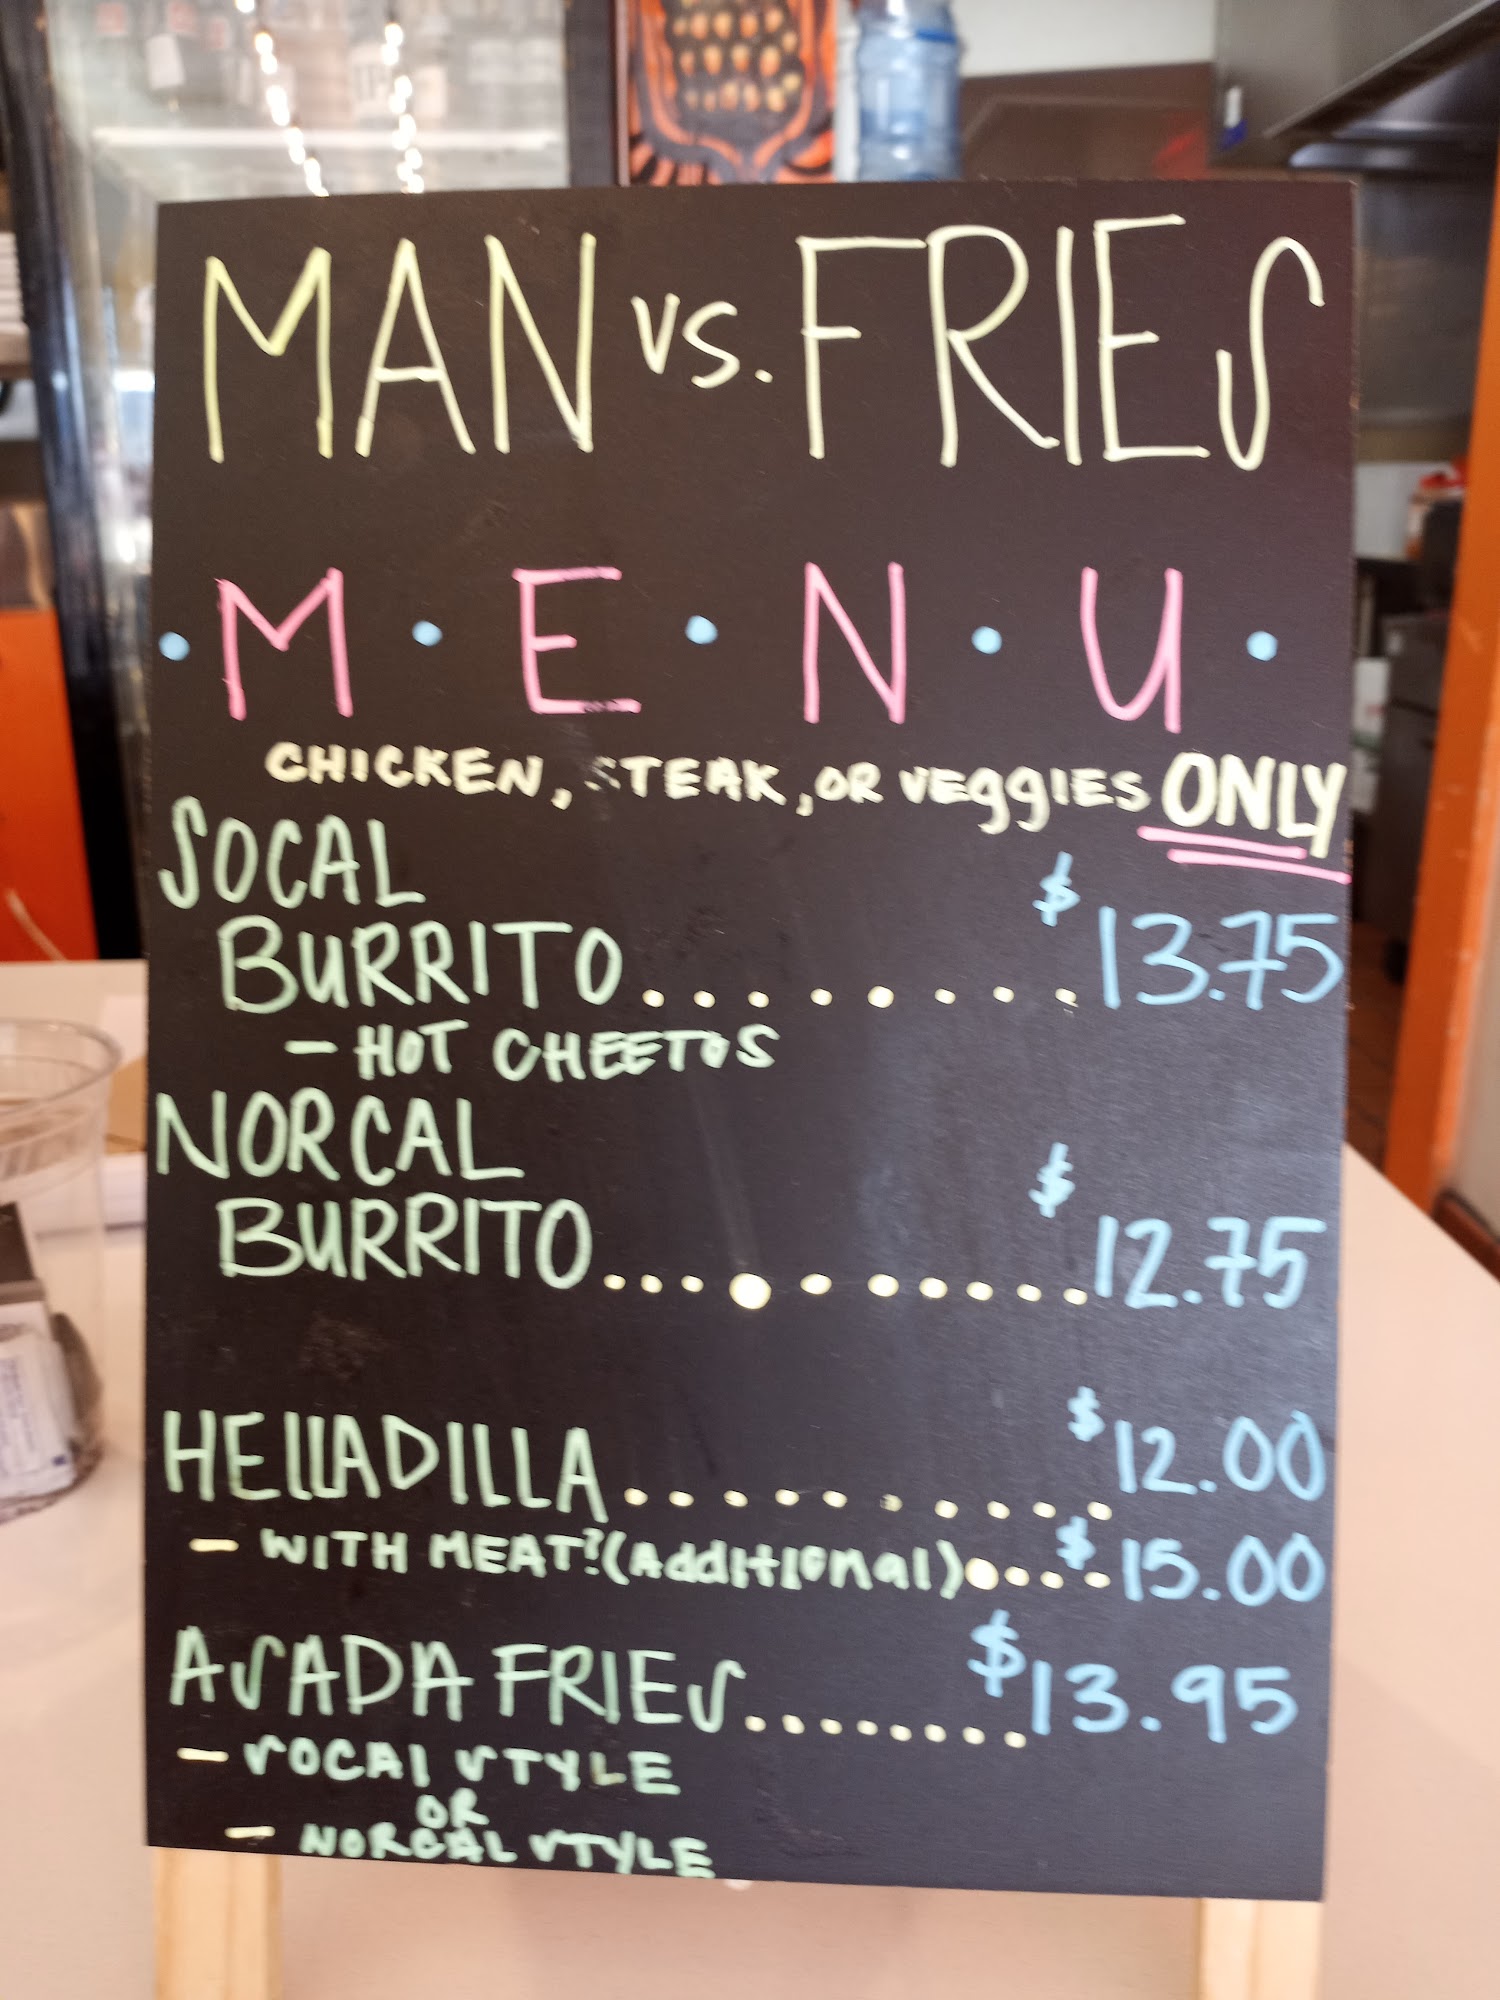 MAN vs. FRIES
· M · E · N · U ·
CHICKEN, STEAK, OR VEggIES ONLY
SOCAL
BURRITO......... $13.75
- HOT CHEETOS
NORCAL
BURRITO.......... $12.75
HEllADILLA.......... $12.00
- WITH MEAT? (Additional).... $15.00
ASADA FRIES........ $13.95
- SOCAl STYLE
OR
- NORCAL STYLE